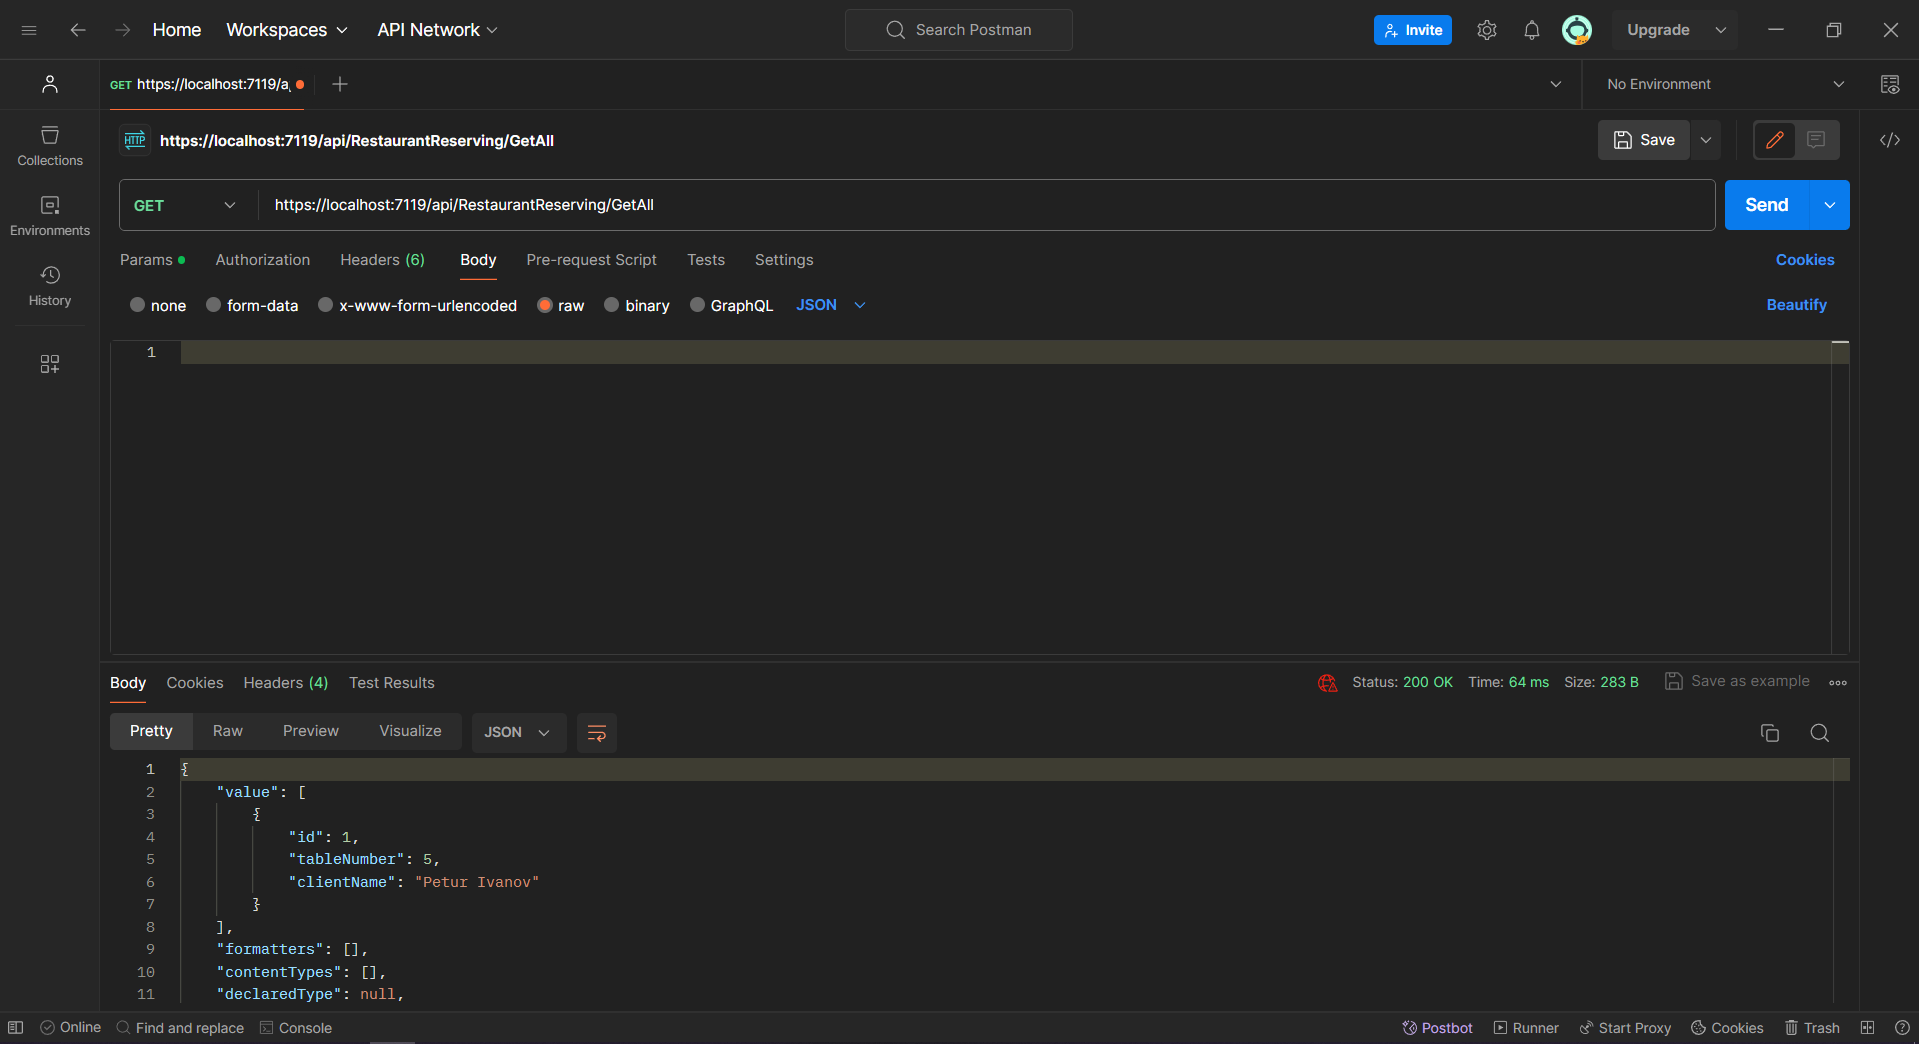 Home Workspaces API Network Search Postman Invite Upgrade
GET https://localhost:7119/a No Environment
HTTP https://localhost:7119/api/RestaurantReserving/GetAll Save
Collections
GET https://localhost:7119/api/RestaurantReserving/GetAll Send
Environments
Params Authorization Headers (6) Body Pre-request Script Tests Settings Cookies
History
none form-data x-www-form-urlencoded raw binary GraphQL JSON Beautify
1
Body Cookies Headers (4) Test Results Status: 200 OK Time: 64 ms Size: 283 B Save as example
Pretty Raw Preview Visualize JSON
1 {
2 "value": [
3 {
4 "id": 1,
5 "tableNumber": 5,
6 "clientName": "Petur Ivanov"
7 }
8 ],
9 "formatters": [],
10 "contentTypes": [],
11 "declaredType": null,
Online Find and replace Console Postbot Runner Start Proxy Cookies Trash